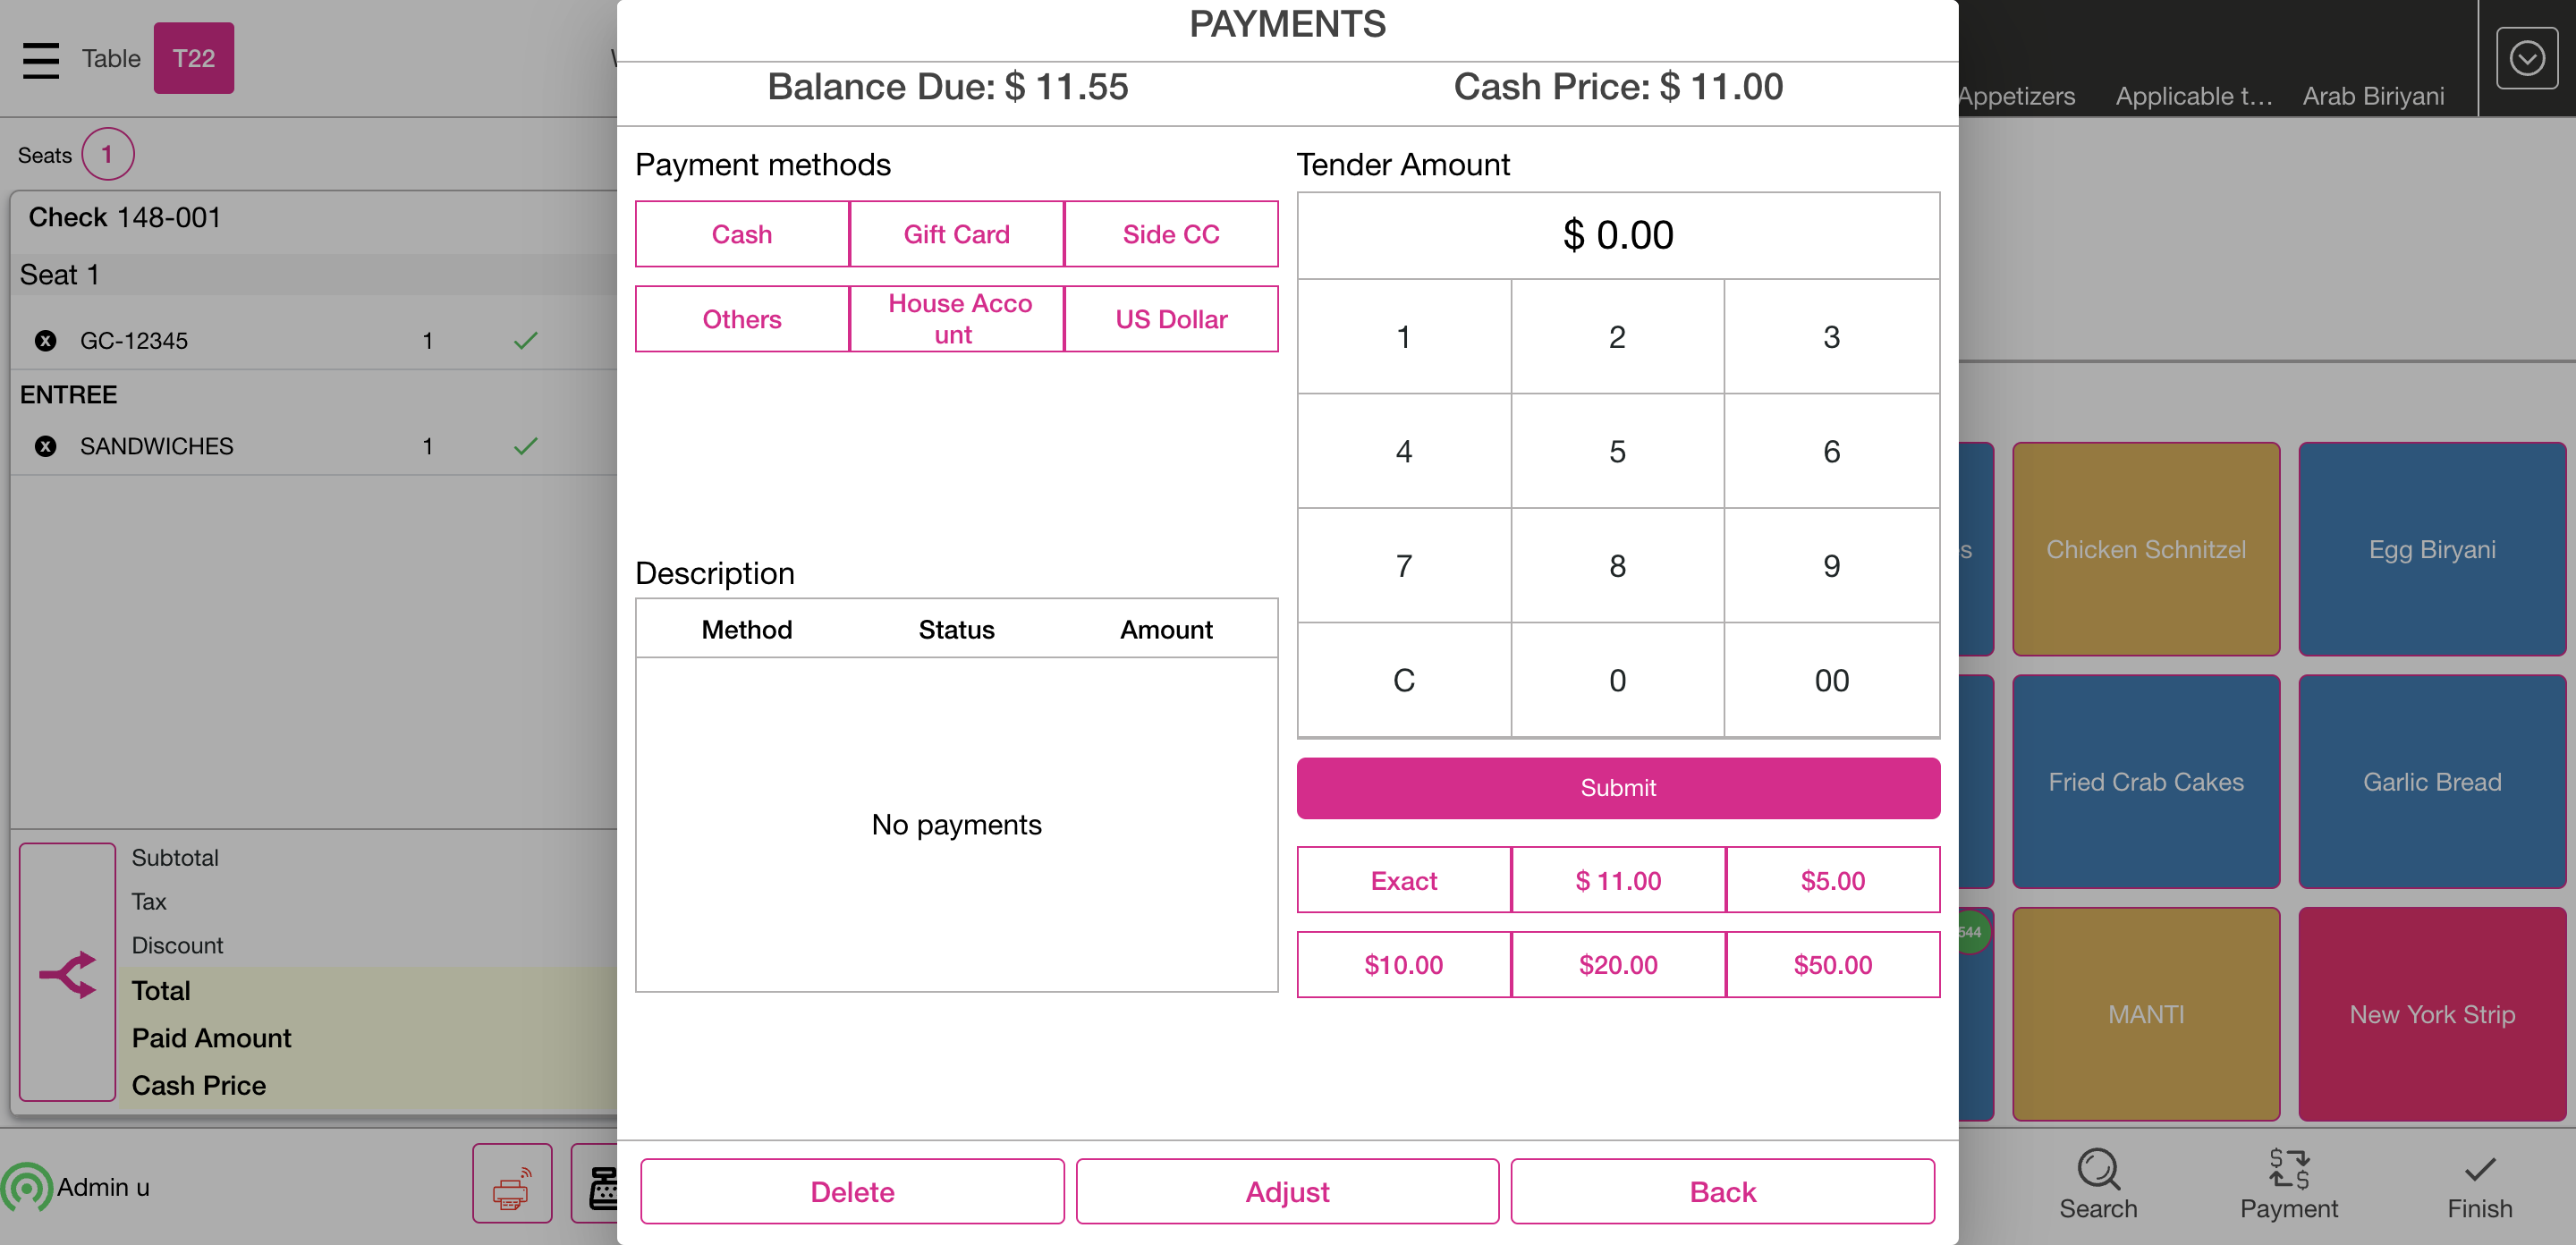 Table T22
Appetizers Applicable t... Arab Biriyani
Seats 1
Check 148-001
Seat 1
GC-12345 1
ENTREE
SANDWICHES 1
Subtotal
Tax
Discount
Total
Paid Amount
Cash Price
Admin u
PAYMENTS
Balance Due: $ 11.55 Cash Price: $ 11.00
Payment methods
Cash Gift Card Side CC
Others House Acco
unt US Dollar
Description
Method Status Amount
No payments
Tender Amount
$ 0.00
1 2 3
4 5 6
7 8 9
C 0 00
Submit
Exact $ 11.00 $5.00
$10.00 $20.00 $50.00
Delete Adjust Back
s Chicken Schnitzel Egg Biryani
Fried Crab Cakes Garlic Bread
544
MANTI New York Strip
Search Payment Finish